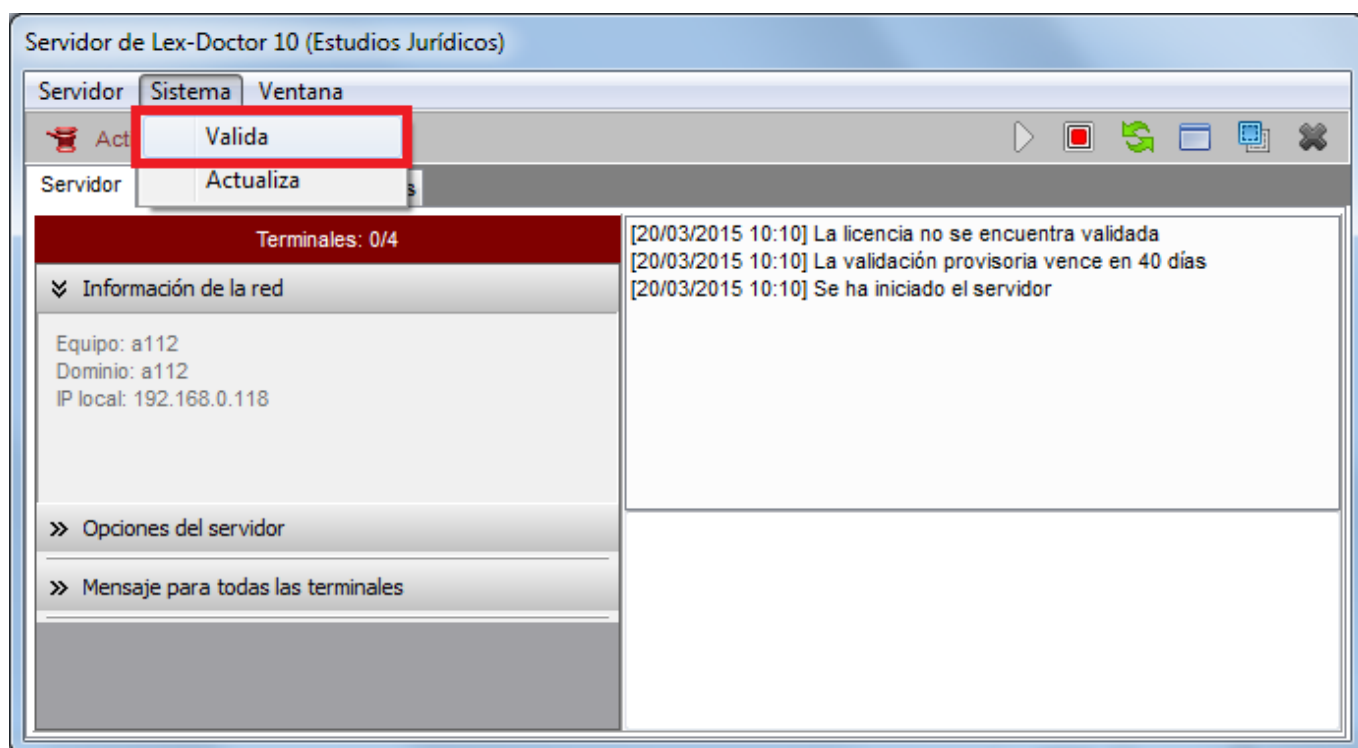 Servidor de Lex-Doctor 10 (Estudios Jurídicos)
Servidor Sistema Ventana
Act
Valida
Servidor
Actualiza
s
Terminales: 0/4
Información de la red
Equipo: a112
Dominio: a112
IP local: 192.168.0.118
Opciones del servidor
Mensaje para todas las terminales
[20/03/2015 10:10] La licencia no se encuentra validada
[20/03/2015 10:10] La validación provisoria vence en 40 días
[20/03/2015 10:10] Se ha iniciado el servidor